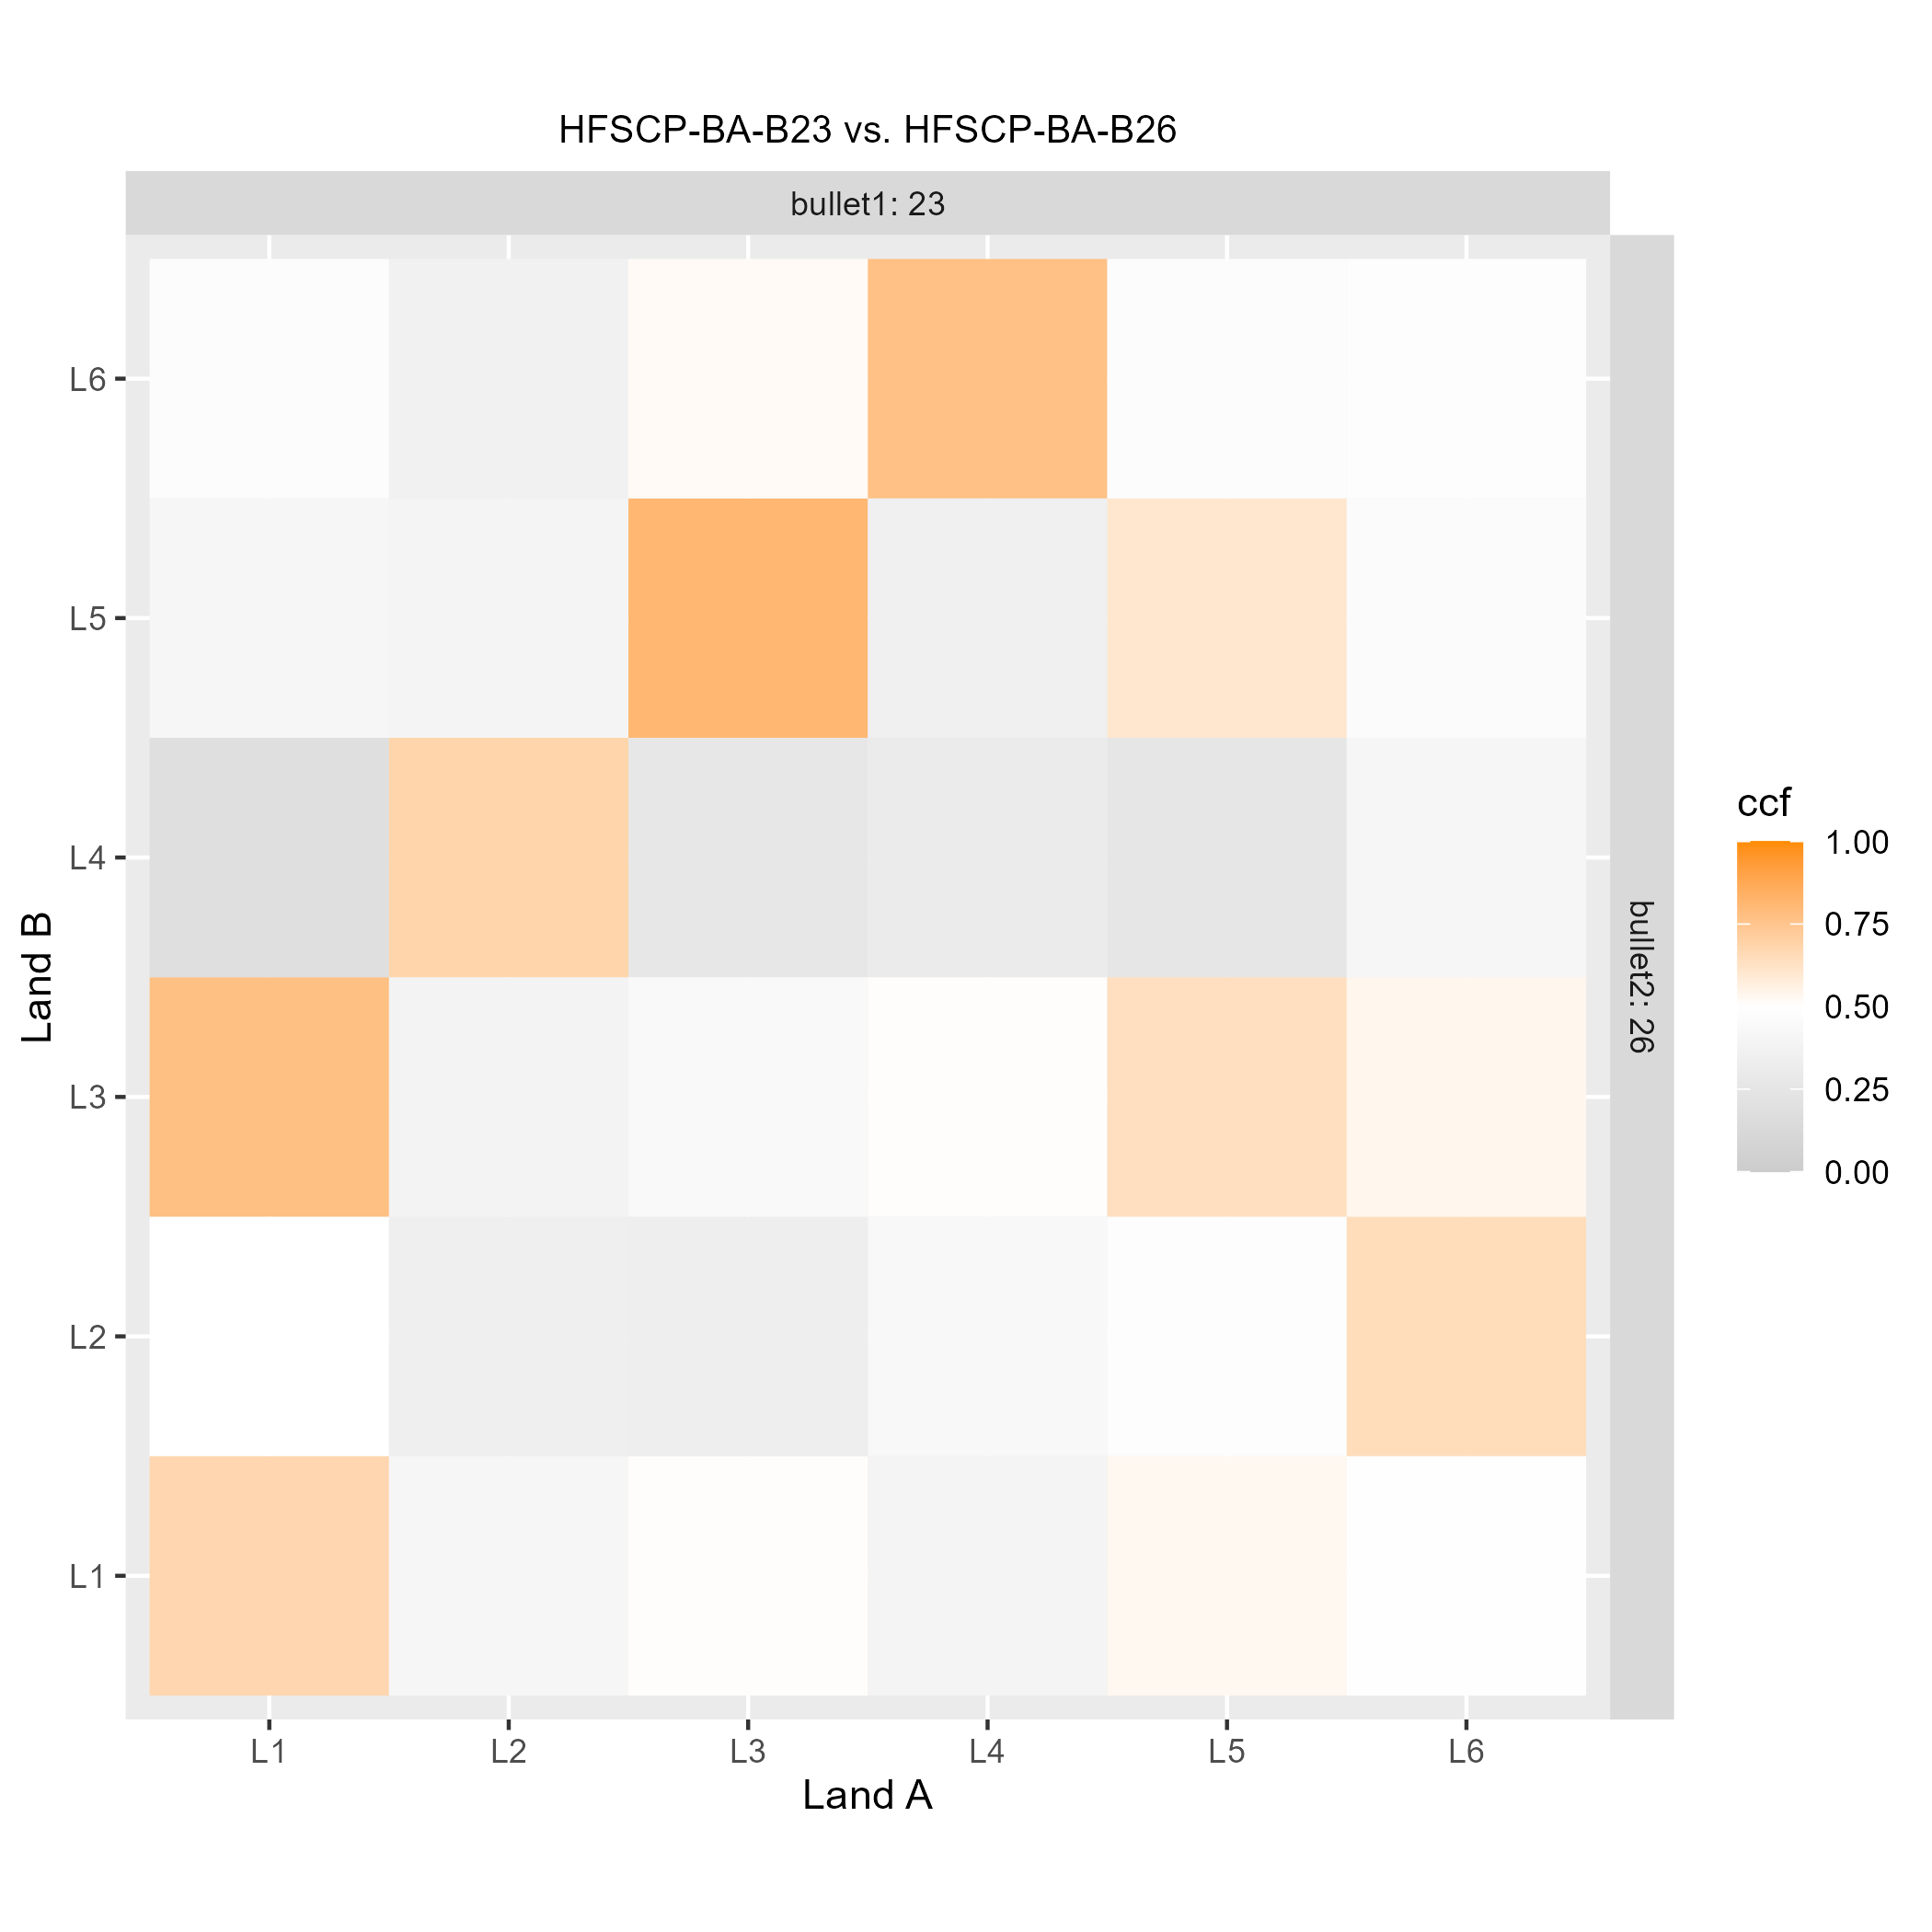 HFSCP-BA-B23 vs. HFSCP-BA-B26
bullet1: 23
L6
L5
L4
L3
L2
L1
Land B
L1 L2 L3 L4 L5 L6
Land A
bullet2: 26
ccf
1.00
0.75
0.50
0.25
0.00